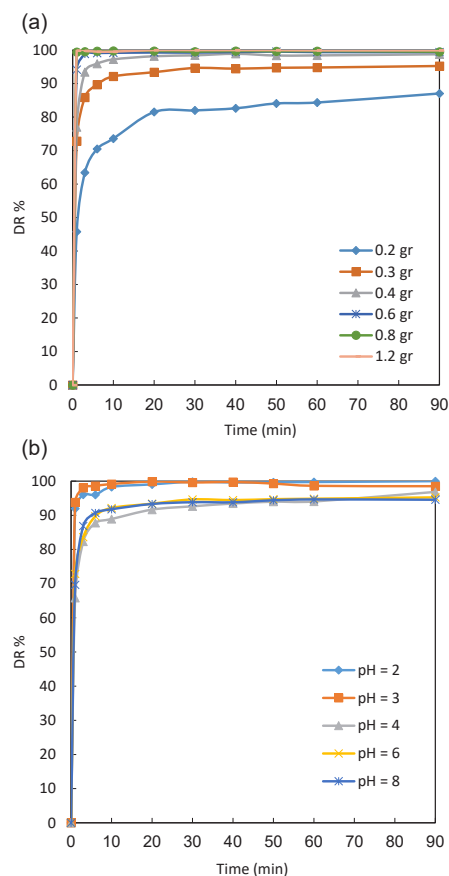 (a)
100
90
80
70
60
50
40
30
20
10
0
DR %
0.2 gr
0.3 gr
0.4 gr
0.6 gr
0.8 gr
1.2 gr
0 10 20 30 40 50 60 70 80 90
Time (min)
(b)
100
90
80
70
60
50
40
30
20
10
0
DR %
pH = 2
pH = 3
pH = 4
pH = 6
pH = 8
0 10 20 30 40 50 60 70 80 90
Time (min)